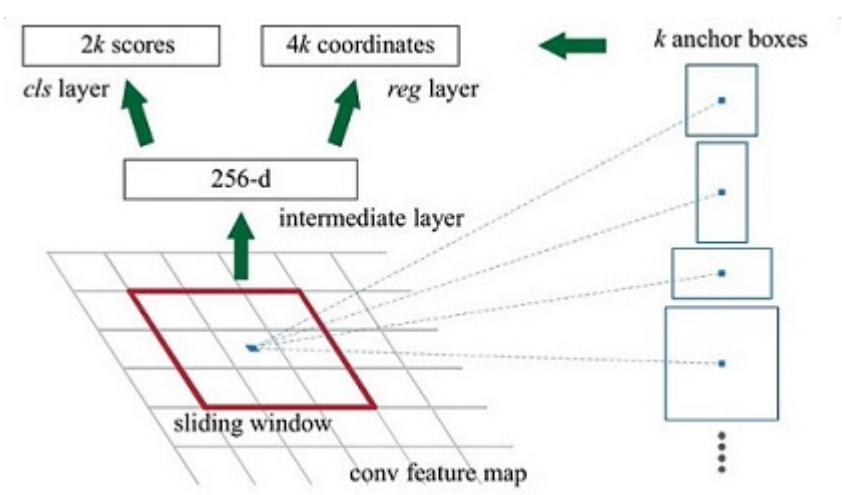 2k scores
4k coordinates
k anchor boxes
cls layer
reg layer
256-d
intermediate layer
sliding window
conv feature map